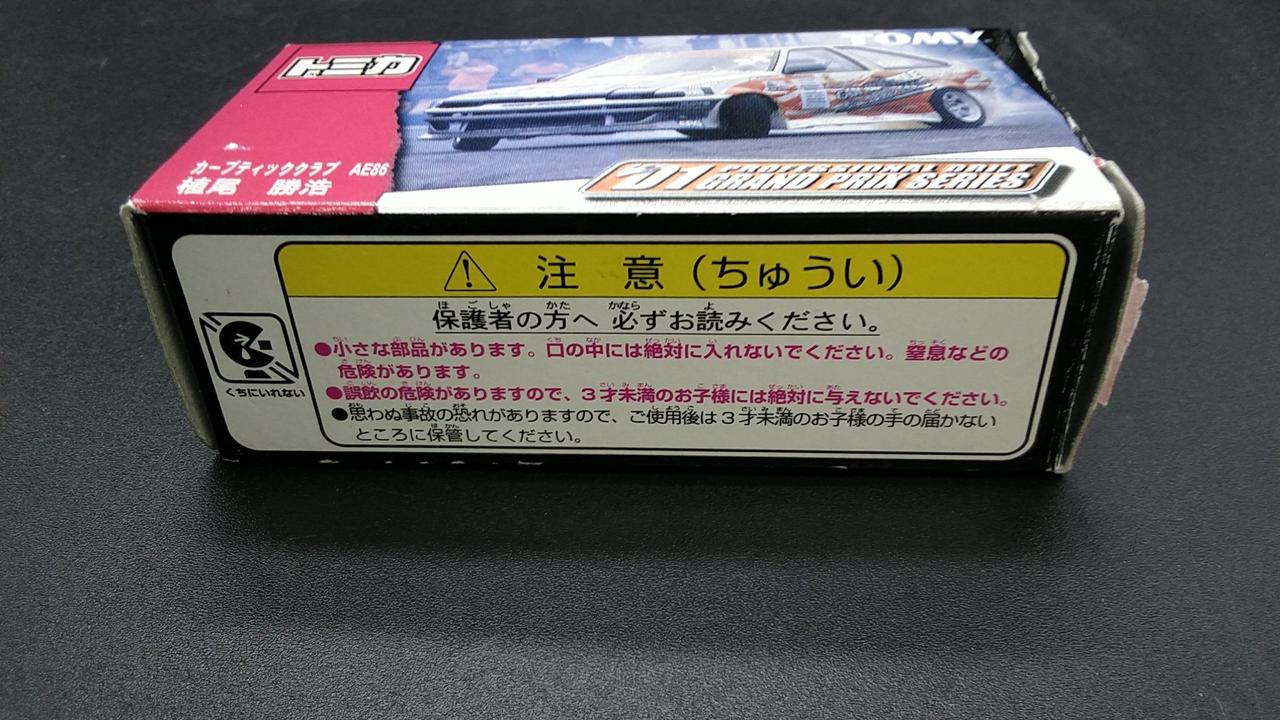 TOMY
トミカ
カーブティッククラブ AE86
植尾 勝浩
'01 PROFESSIONAL DRIFT
GRAND PRIX SERIES
注 意 (ちゅうい)
保護者の方へ 必ずお読みください。
●小さな部品があります。口の中には絶対に入れないでください。窒息などの
危険があります。
●誤飲の危険がありますので、3才未満のお子様には絶対に与えないでください。
●思わぬ事故の恐れがありますので、ご使用後は3才未満のお子様の手の届かない
ところに保管してください。
くちにいれない